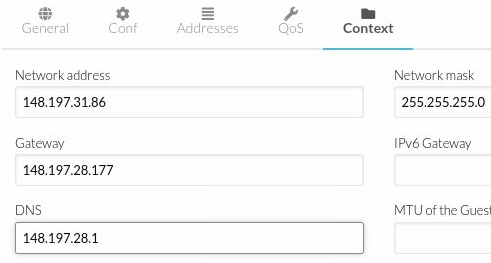 General Conf Addresses QoS Context
Network address Network mask
148.197.31.86 255.255.255.0
Gateway IPv6 Gateway
148.197.28.177
DNS MTU of the Guest
148.197.28.1